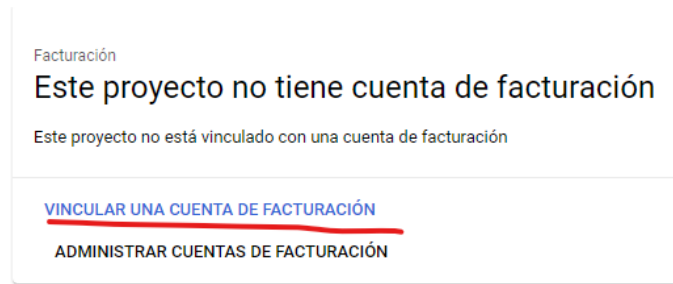 Facturación
Este proyecto no tiene cuenta de facturación
Este proyecto no está vinculado con una cuenta de facturación
VINCULAR UNA CUENTA DE FACTURACIÓN
ADMINISTRAR CUENTAS DE FACTURACIÓN